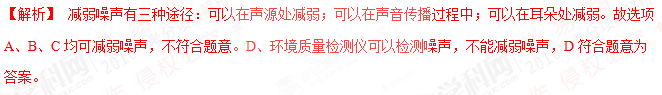 【解析】 减弱噪声有三种途径：可以在声源处减弱；可以在声音传播过程中；可以在耳朵处减弱。故选项
A、B、C 均可减弱噪声，不符合题意。D、环境质量检测仪可以检测噪声，不能减弱噪声，D 符合题意为
答案。